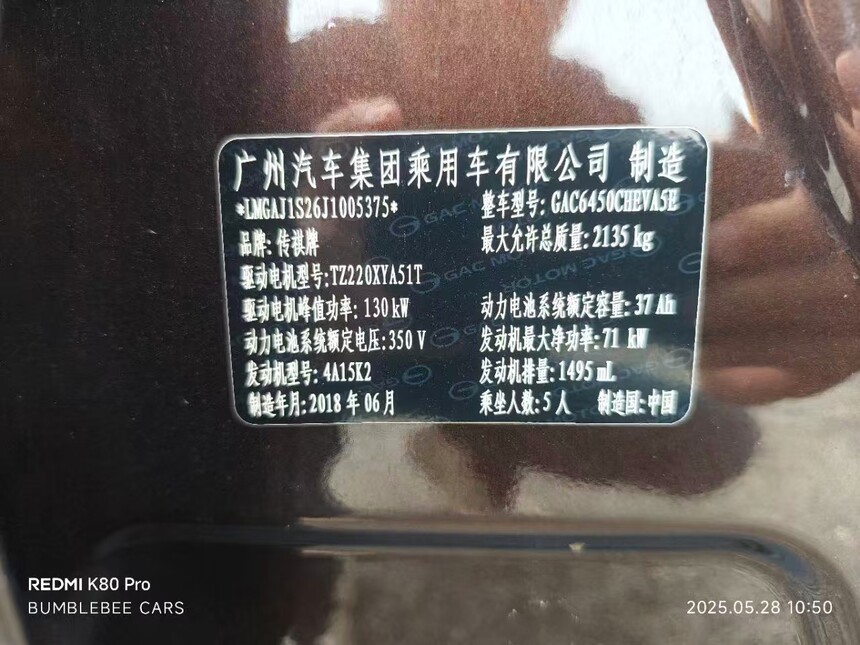 广州汽车集团乘用车有限公司 制造
*LMGAJ1S26J1005375* 整车型号: GAC6450CHEVA5E
品牌: 传祺牌 最大允许总质量: 2135 kg
驱动电机型号: TZ220XYA51T
驱动电机峰值功率: 130 kW 动力电池系统额定容量: 37 Ah
动力电池系统额定电压: 350 V 发动机最大净功率: 71 kW
发动机型号: 4A15K2 发动机排量: 1495 mL
制造年月: 2018 年 06 月 乘坐人数: 5 人 制造国: 中国
REDMI K80 Pro
BUMBLEBEE CARS 2025.05.28 10:50